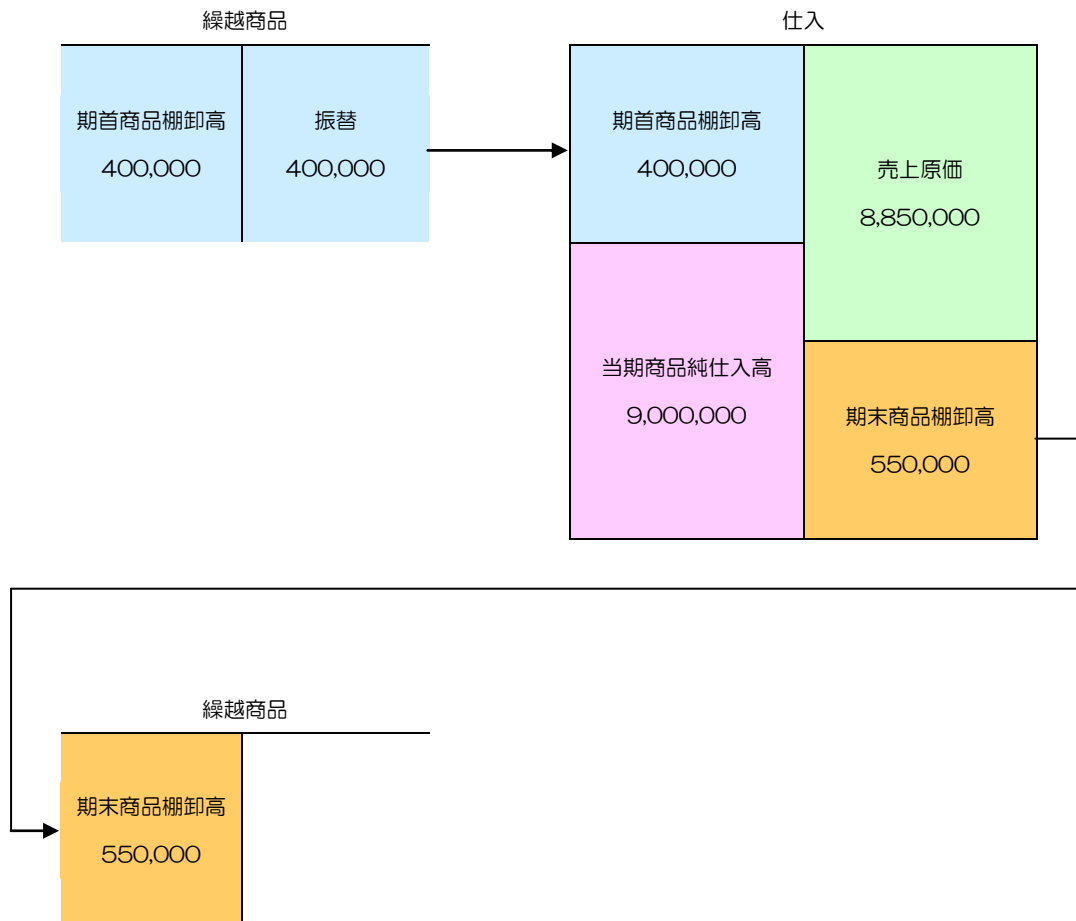 繰越商品
仕入
期首商品棚卸高
400,000
振替
400,000
期首商品棚卸高
400,000
売上原価
8,850,000
当期商品純仕入高
9,000,000
期末商品棚卸高
550,000
繰越商品
期末商品棚卸高
550,000